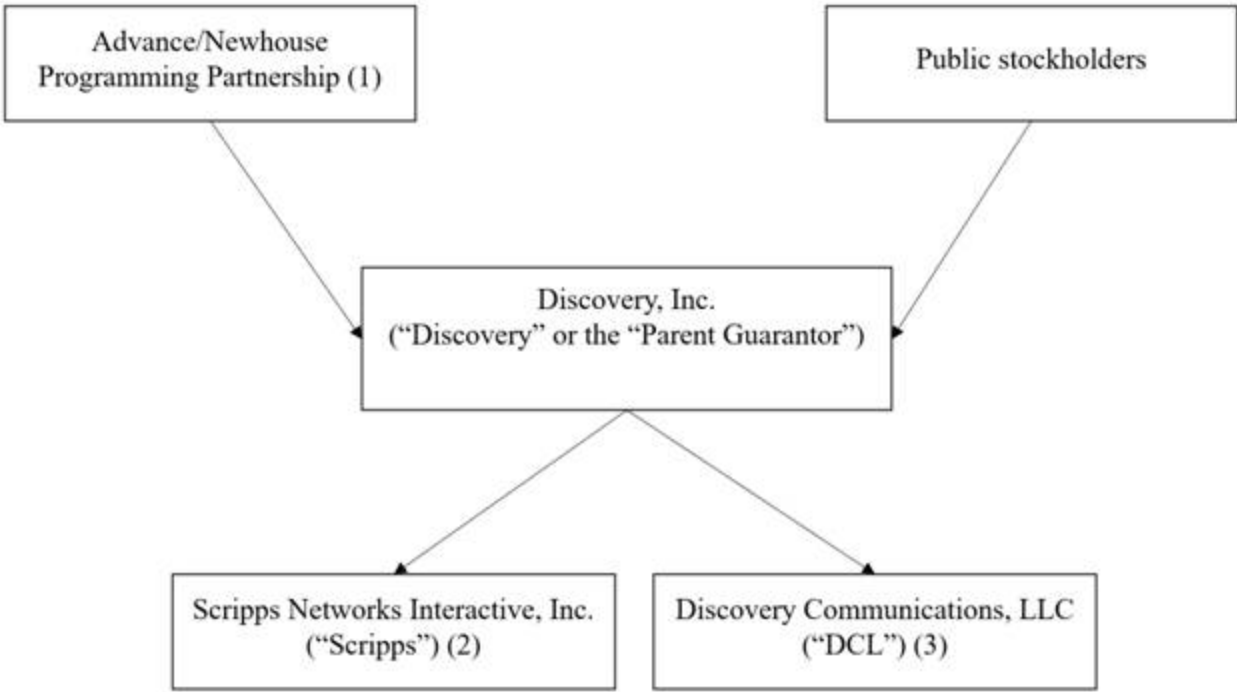 Advance/Newhouse
Programming Partnership (1)
Public stockholders
Discovery, Inc.
(“Discovery” or the “Parent Guarantor”)
Scripps Networks Interactive, Inc.
(“Scripps”) (2)
Discovery Communications, LLC
(“DCL”) (3)